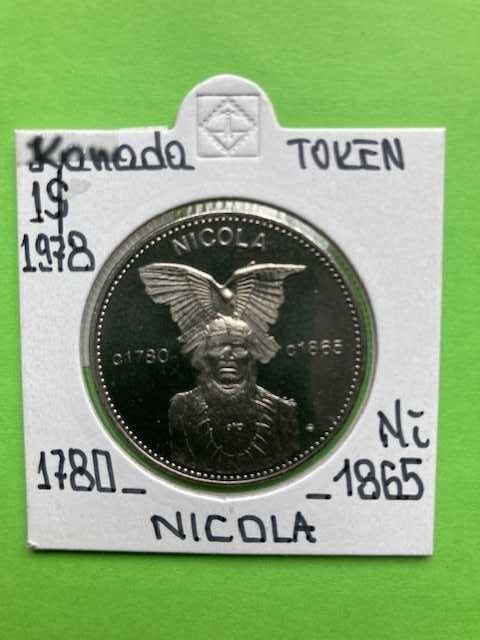 Kanada TOKEN
1$
1978
NICOLA
c1780 c1865
Ni
1780_ _1865
NICOLA